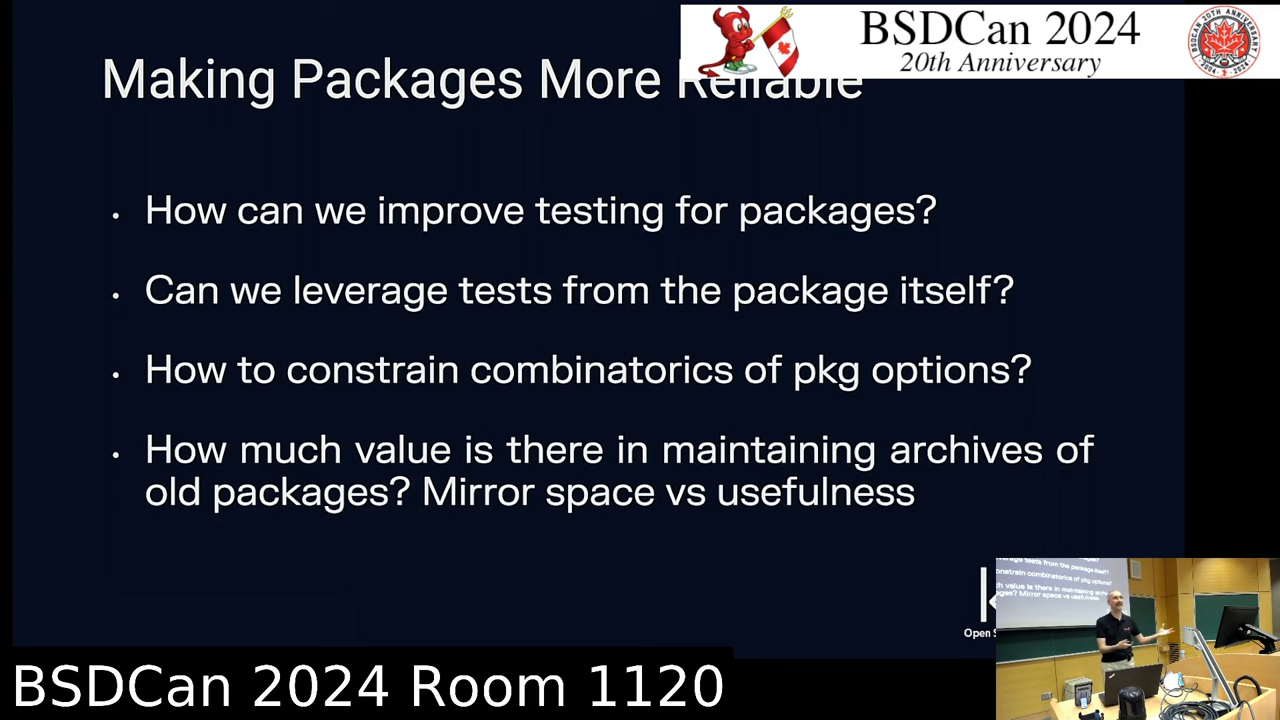 BSDCan 2024
20th Anniversary
Making Packages More Reliable
• How can we improve testing for packages?
• Can we leverage tests from the package itself?
• How to constrain combinatorics of pkg options?
• How much value is there in maintaining archives of
old packages? Mirror space vs usefulness
Open
BSDCan 2024 Room 1120